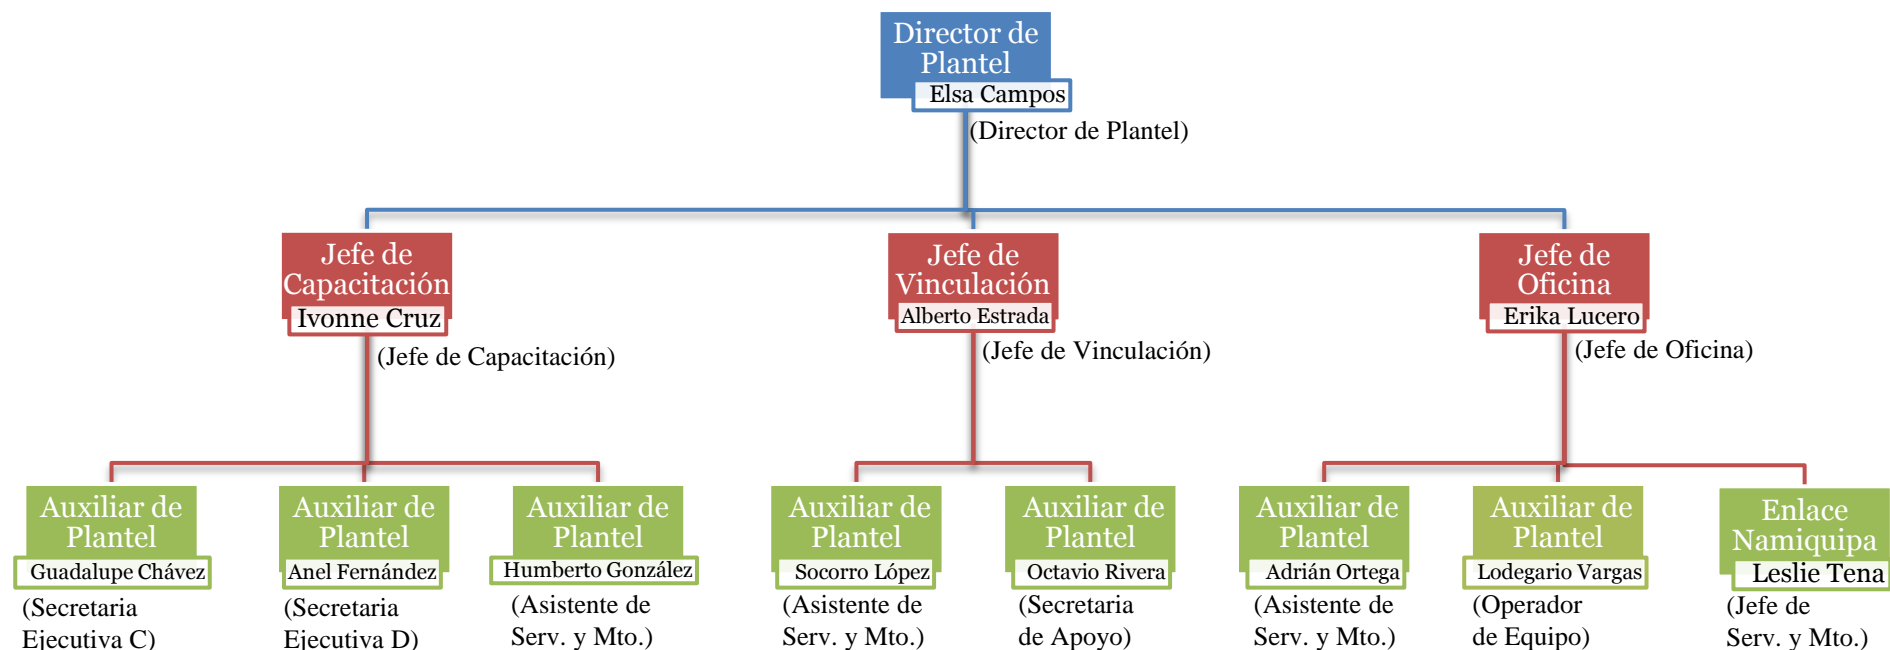 Director de
Plantel
Elsa Campos
(Director de Plantel)
Jefe de
Capacitación
Ivonne Cruz
(Jefe de Capacitación)
Jefe de
Vinculación
Alberto Estrada
(Jefe de Vinculación)
Jefe de
Oficina
Erika Lucero
(Jefe de Oficina)
Auxiliar de
Plantel
Guadalupe Chávez
(Secretaria
Ejecutiva C)
Auxiliar de
Plantel
Anel Fernández
(Secretaria
Ejecutiva D)
Auxiliar de
Plantel
Humberto González
(Asistente de
Serv. y Mto.)
Auxiliar de
Plantel
Socorro López
(Asistente de
Serv. y Mto.)
Auxiliar de
Plantel
Octavio Rivera
(Secretaria
de Apoyo)
Auxiliar de
Plantel
Adrián Ortega
(Asistente de
Serv. y Mto.)
Auxiliar de
Plantel
Lodegario Vargas
(Operador
de Equipo)
Enlace
Namiquipa
Leslie Tena
(Jefe de
Serv. y Mto.)